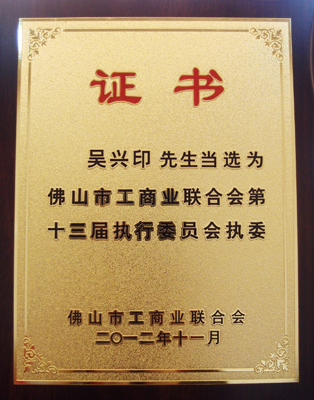 证书
吴兴印 先生当选为
佛山市工商业联合会第
十三届执行委员会执委
佛山市工商业联合会
二〇一二年十一月